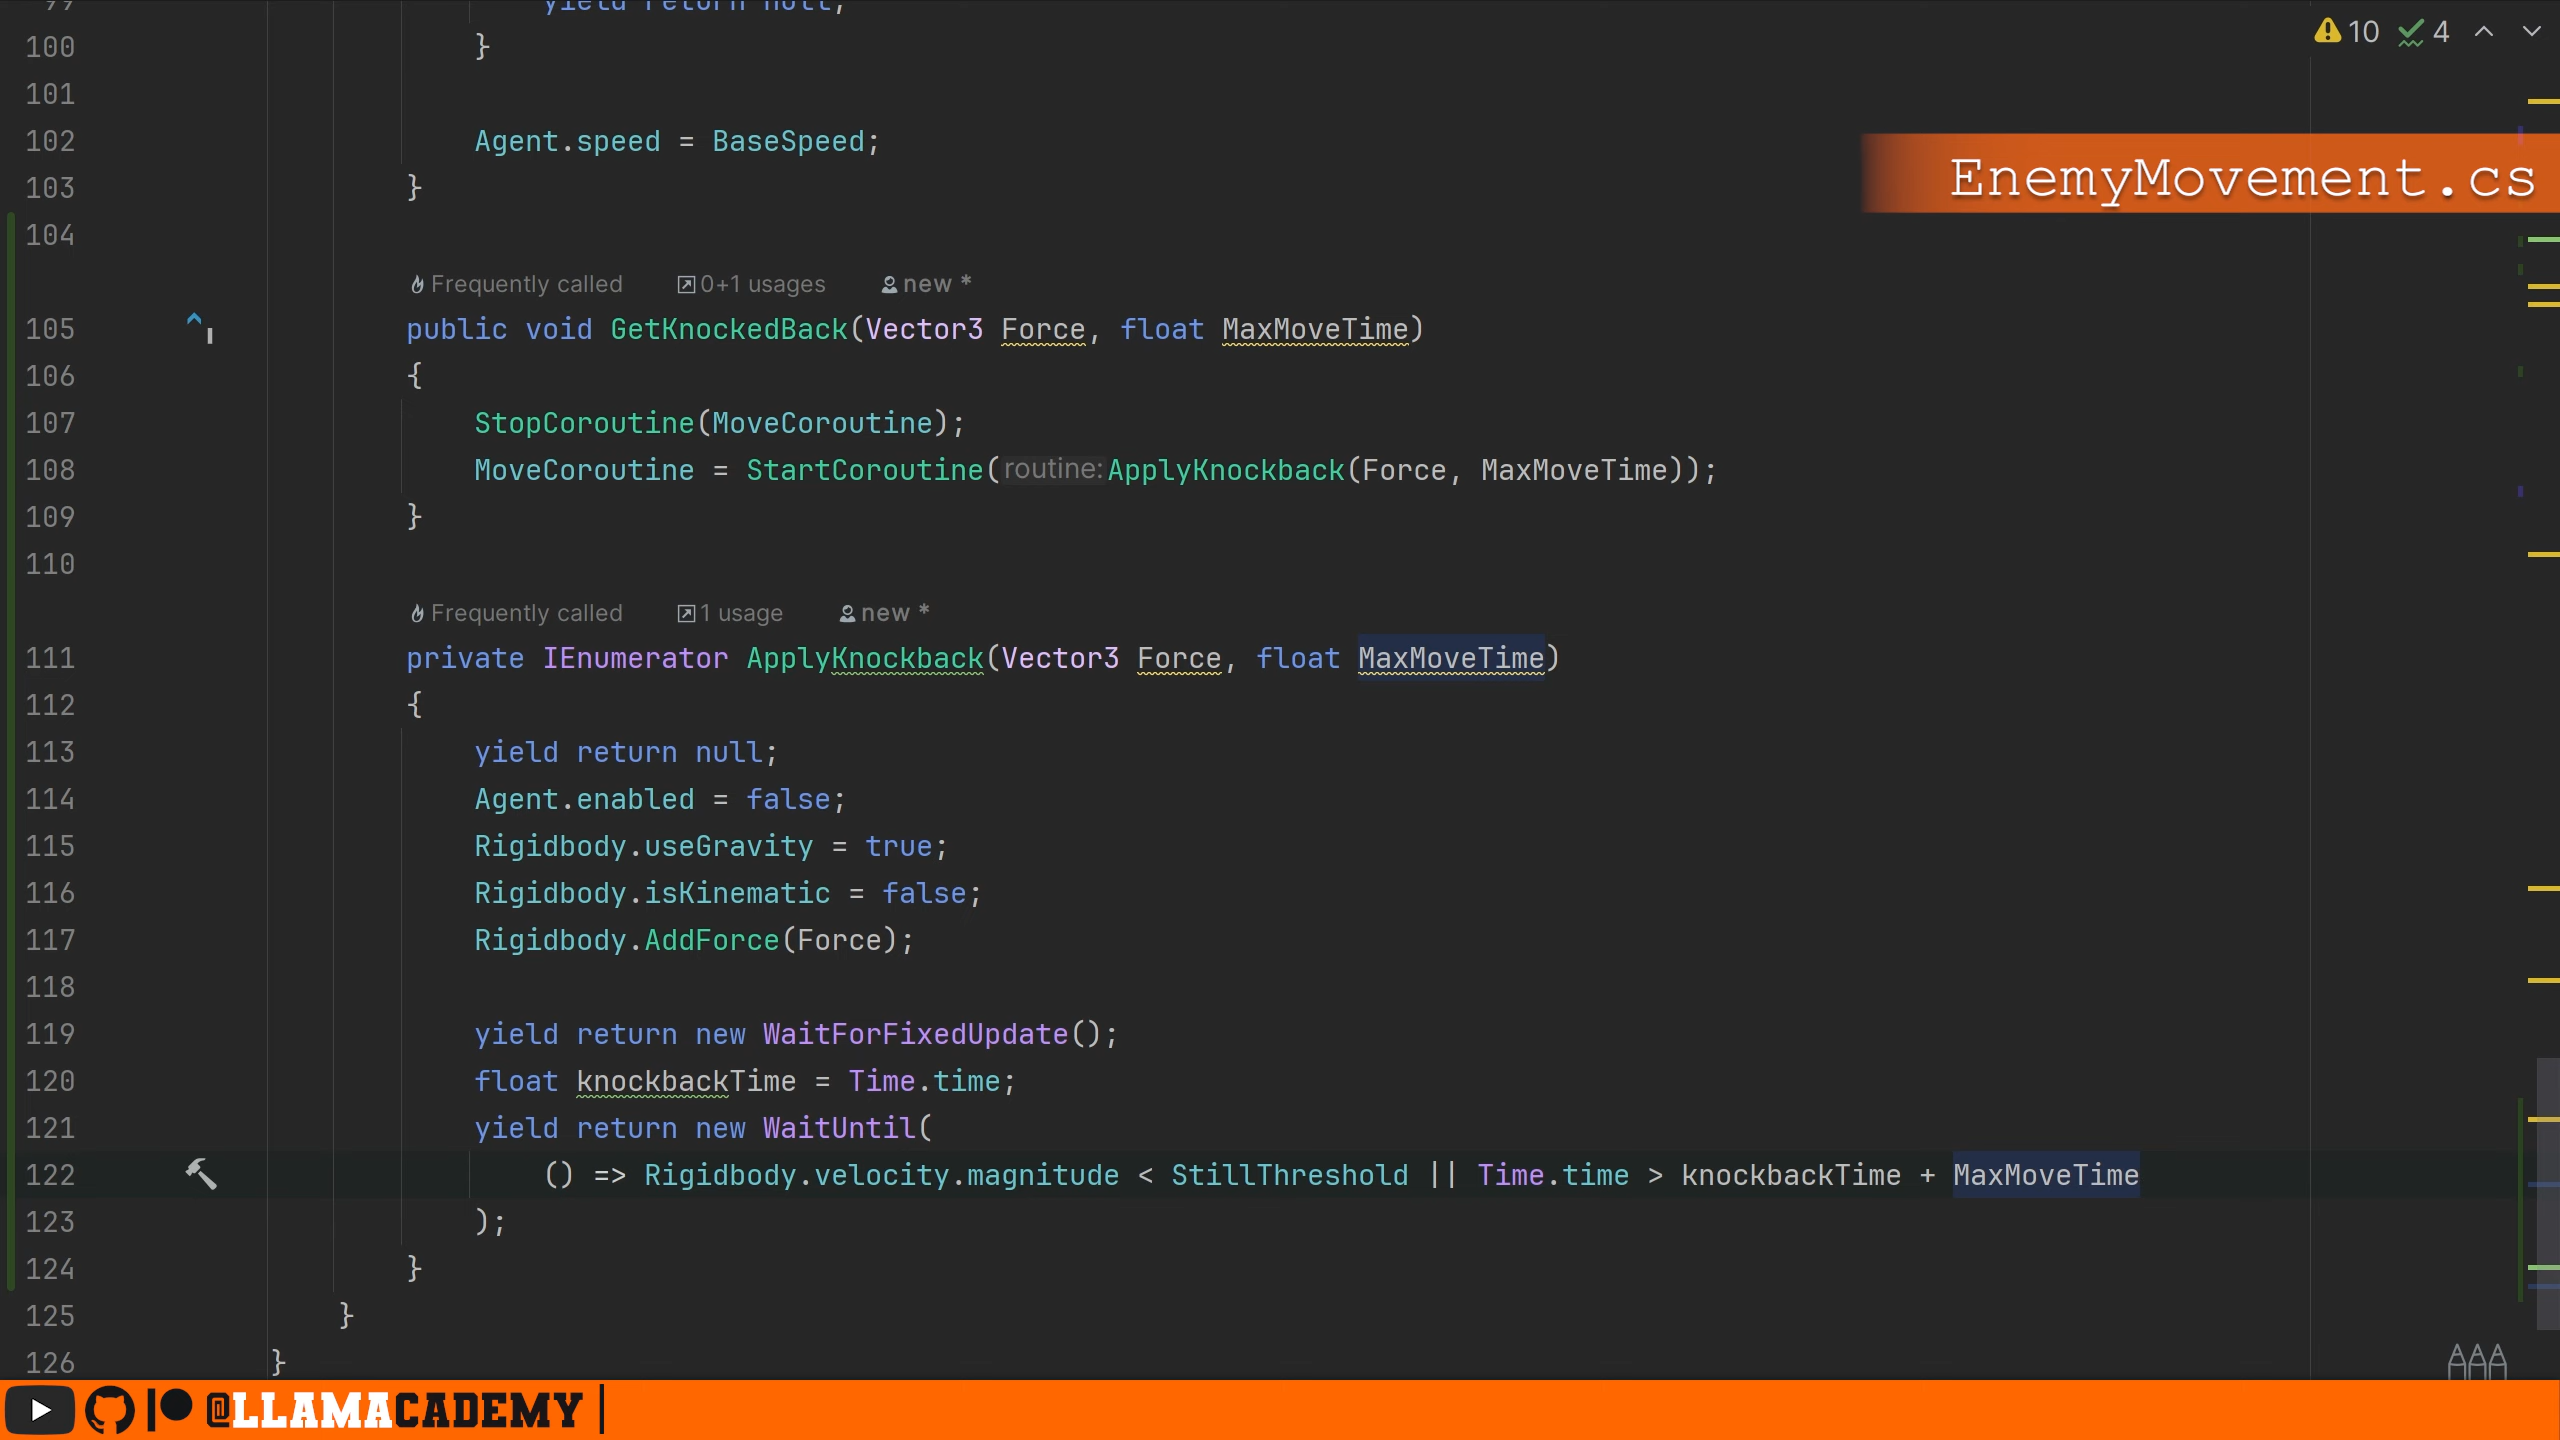 99 yield return null;
100 }
101
102 Agent.speed = BaseSpeed;
103 }
104
Frequently called 0+1 usages new *
105 public void GetKnockedBack(Vector3 Force, float MaxMoveTime)
106 {
107 StopCoroutine(MoveCoroutine);
108 MoveCoroutine = StartCoroutine(routine:ApplyKnockback(Force, MaxMoveTime));
109 }
110
Frequently called 1 usage new *
111 private IEnumerator ApplyKnockback(Vector3 Force, float MaxMoveTime)
112 {
113 yield return null;
114 Agent.enabled = false;
115 Rigidbody.useGravity = true;
116 Rigidbody.isKinematic = false;
117 Rigidbody.AddForce(Force);
118
119 yield return new WaitForFixedUpdate();
120 float knockbackTime = Time.time;
121 yield return new WaitUntil(
122 () => Rigidbody.velocity.magnitude < StillThreshold || Time.time > knockbackTime + MaxMoveTime
123 );
124 }
125 }
126 }
10 4
EnemyMovement.cs
@LLAMACADEMY